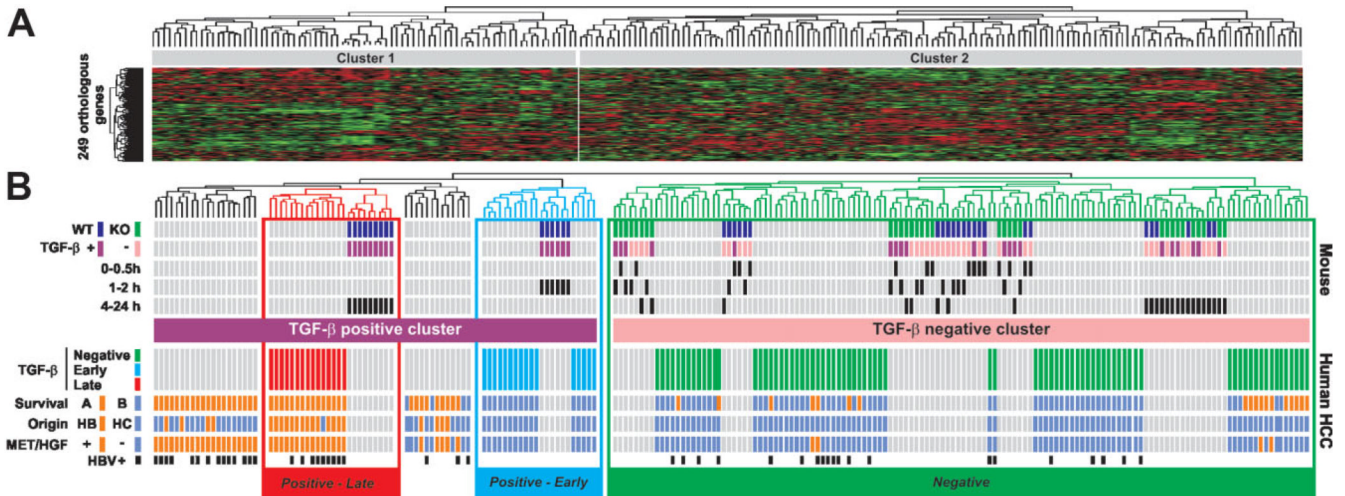 A
Cluster 1
Cluster 2
249 orthologous
genes
B
WT KO
TGF-β + -
0-0.5h
1-2 h
4-24 h
Mouse
TGF-β positive cluster
TGF-β negative cluster
TGF-β
Negative
Early
Late
Survival A B
Origin HB HC
MET/HGF + -
HBV+
Human HCC
Positive - Late
Positive - Early
Negative